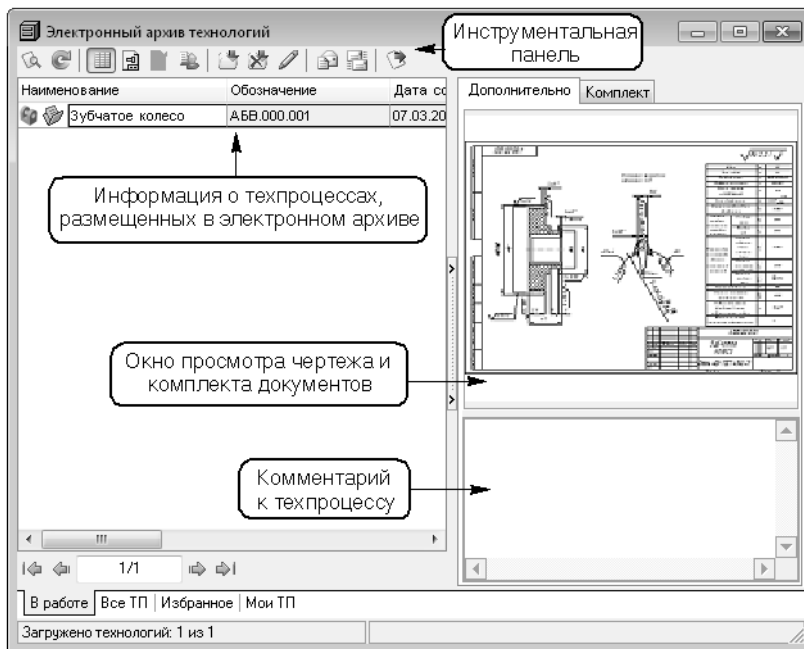 Электронный архив технологий
Инструментальная
панель
Наименование Обозначение Дата со
Дополнительно Комплект
Зубчатое колесо АБВ.000.001 07.03.20
Информация о техпроцессах,
размещенных в электронном архиве
Окно просмотра чертежа и
комплекта документов
Комментарий
к техпроцессу
1/1
В работе Все ТП Избранное Мои ТП
Загружено технологий: 1 из 1